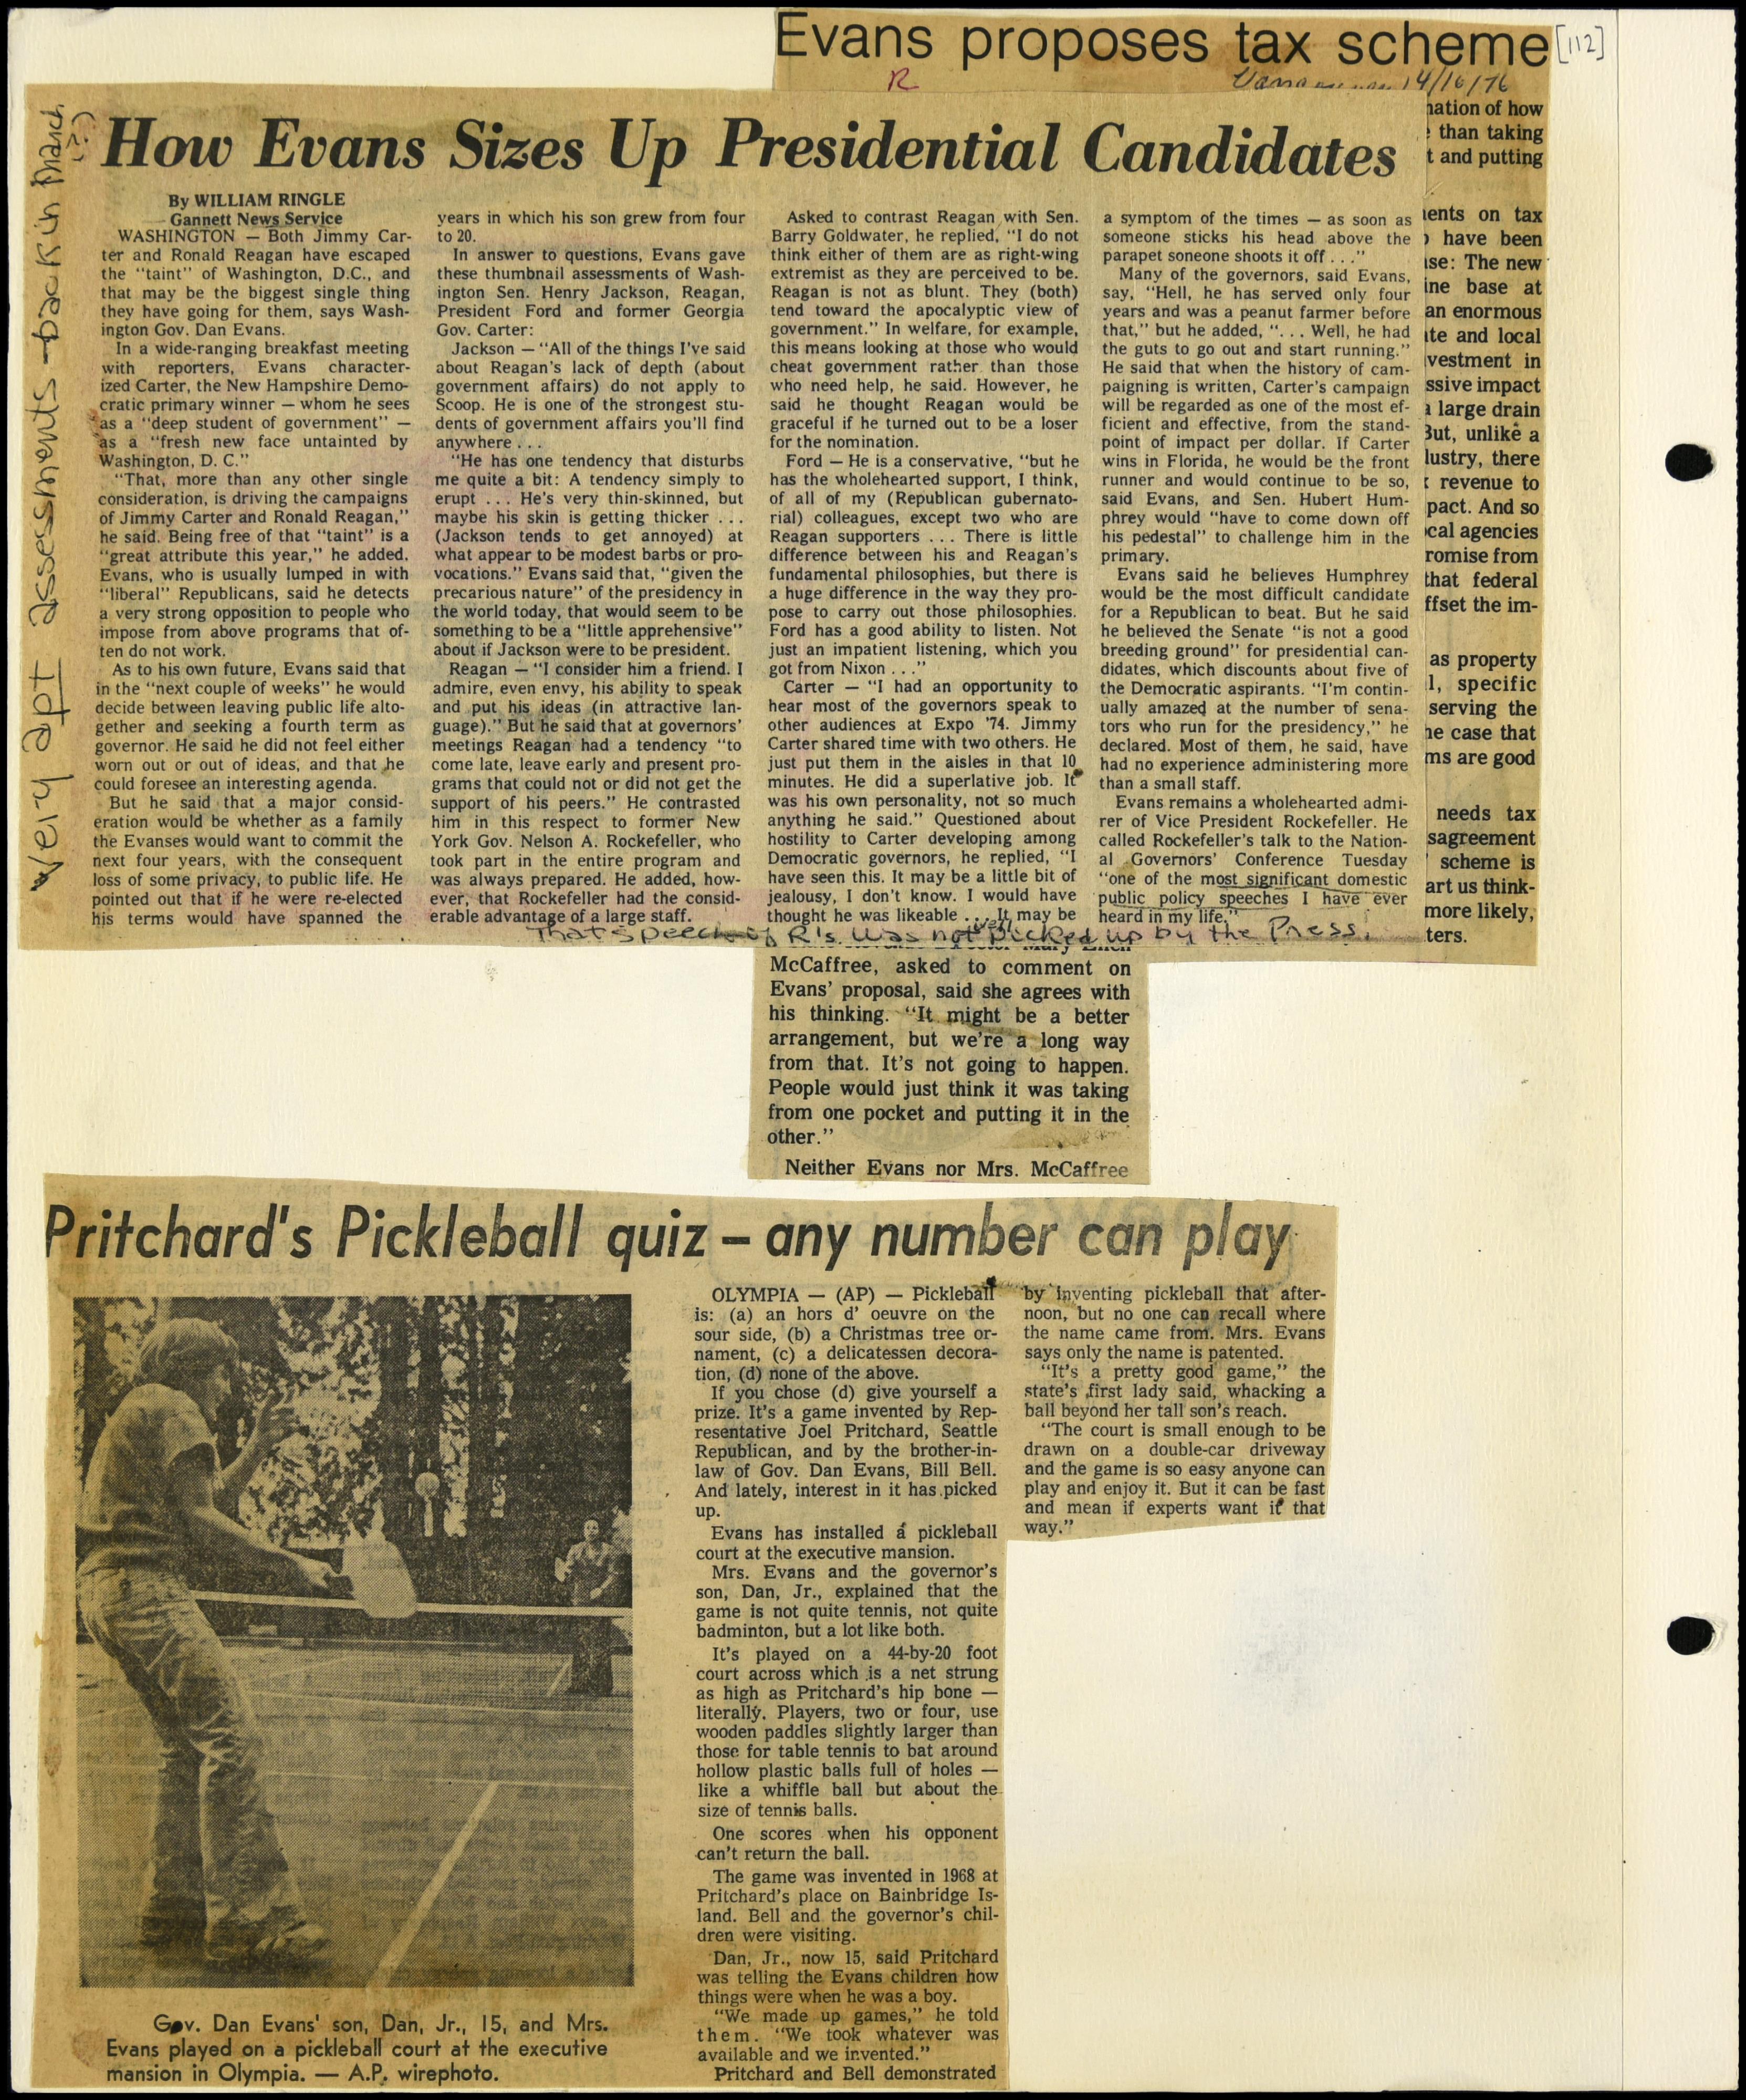 Evans proposes tax scheme
[112]
R
4/16/76
very apt assessments - back in March
(?)
How Evans Sizes Up Presidential Candidates
By WILLIAM RINGLE
Gannett News Service
WASHINGTON — Both Jimmy Car-
ter and Ronald Reagan have escaped
the "taint" of Washington, D.C., and
that may be the biggest single thing
they have going for them, says Wash-
ington Gov. Dan Evans.
In a wide-ranging breakfast meeting
with reporters, Evans character-
ized Carter, the New Hampshire Demo-
cratic primary winner — whom he sees
as a "deep student of government" —
as a "fresh new face untainted by
Washington, D. C."
"That, more than any other single
consideration, is driving the campaigns
of Jimmy Carter and Ronald Reagan,"
he said. Being free of that "taint" is a
"great attribute this year," he added.
Evans, who is usually lumped in with
"liberal" Republicans, said he detects
a very strong opposition to people who
impose from above programs that of-
ten do not work.
As to his own future, Evans said that
in the "next couple of weeks" he would
decide between leaving public life alto-
gether and seeking a fourth term as
governor. He said he did not feel either
worn out or out of ideas, and that he
could foresee an interesting agenda.
But he said that a major consid-
eration would be whether as a family
the Evanses would want to commit the
next four years, with the consequent
loss of some privacy, to public life. He
pointed out that if he were re-elected
his terms would have spanned the
years in which his son grew from four
to 20.
In answer to questions, Evans gave
these thumbnail assessments of Wash-
ington Sen. Henry Jackson, Reagan,
President Ford and former Georgia
Gov. Carter:
Jackson — "All of the things I've said
about Reagan's lack of depth (about
government affairs) do not apply to
Scoop. He is one of the strongest stu-
dents of government affairs you'll find
anywhere . . .
"He has one tendency that disturbs
me quite a bit: A tendency simply to
erupt . . . He's very thin-skinned, but
maybe his skin is getting thicker . . .
(Jackson tends to get annoyed) at
what appear to be modest barbs or pro-
vocations." Evans said that, "given the
precarious nature" of the presidency in
the world today, that would seem to be
something to be a "little apprehensive"
about if Jackson were to be president.
Reagan — "I consider him a friend. I
admire, even envy, his ability to speak
and put his ideas (in attractive lan-
guage)." But he said that at governors'
meetings Reagan had a tendency "to
come late, leave early and present pro-
grams that could not or did not get the
support of his peers." He contrasted
him in this respect to former New
York Gov. Nelson A. Rockefeller, who
took part in the entire program and
was always prepared. He added, how-
ever, that Rockefeller had the consid-
erable advantage of a large staff.
Asked to contrast Reagan with Sen.
Barry Goldwater, he replied, "I do not
think either of them are as right-wing
extremist as they are perceived to be.
Reagan is not as blunt. They (both)
tend toward the apocalyptic view of
government." In welfare, for example,
this means looking at those who would
cheat government rather than those
who need help, he said. However, he
said he thought Reagan would be
graceful if he turned out to be a loser
for the nomination.
Ford — He is a conservative, "but he
has the wholehearted support, I think,
of all of my (Republican gubernato-
rial) colleagues, except two who are
Reagan supporters . . . There is little
difference between his and Reagan's
fundamental philosophies, but there is
a huge difference in the way they pro-
pose to carry out those philosophies.
Ford has a good ability to listen. Not
just an impatient listening, which you
got from Nixon . . ."
Carter — "I had an opportunity to
hear most of the governors speak to
other audiences at Expo '74. Jimmy
Carter shared time with two others. He
just put them in the aisles in that 10
minutes. He did a superlative job. It
was his own personality, not so much
anything he said." Questioned about
hostility to Carter developing among
Democratic governors, he replied, "I
have seen this. It may be a little bit of
jealousy, I don't know. I would have
thought he was likeable . . . It may be
a symptom of the times — as soon as
someone sticks his head above the
parapet soneone shoots it off . . ."
Many of the governors, said Evans,
say, "Hell, he has served only four
years and was a peanut farmer before
that," but he added, ". . . Well, he had
the guts to go out and start running."
He said that when the history of cam-
paigning is written, Carter's campaign
will be regarded as one of the most ef-
ficient and effective, from the stand-
point of impact per dollar. If Carter
wins in Florida, he would be the front
runner and would continue to be so,
said Evans, and Sen. Hubert Hum-
phrey would "have to come down off
his pedestal" to challenge him in the
primary.
Evans said he believes Humphrey
would be the most difficult candidate
for a Republican to beat. But he said
he believed the Senate "is not a good
breeding ground" for presidential can-
didates, which discounts about five of
the Democratic aspirants. "I'm contin-
ually amazed at the number of sena-
tors who run for the presidency," he
declared. Most of them, he said, have
had no experience administering more
than a small staff.
Evans remains a wholehearted admi-
rer of Vice President Rockefeller. He
called Rockefeller's talk to the Nation-
al Governors' Conference Tuesday
"one of the most significant domestic
public policy speeches I have ever
heard in my life."
That speech of R's was not well picked up by the Press.
nation of how
than taking
t and putting
ents on tax
have been
se: The new
ine base at
an enormous
te and local
vestment in
ssive impact
a large drain
But, unlike a
lustry, there
revenue to
pact. And so
cal agencies
romise from
that federal
ffset the im-
as property
l, specific
serving the
he case that
ms are good
needs tax
sagreement
scheme is
art us think-
more likely,
ters.
McCaffree, asked to comment on
Evans' proposal, said she agrees with
his thinking. "It might be a better
arrangement, but we're a long way
from that. It's not going to happen.
People would just think it was taking
from one pocket and putting it in the
other."
Neither Evans nor Mrs. McCaffree
Pritchard's Pickleball quiz – any number can play
OLYMPIA — (AP) — Pickleball
is: (a) an hors d' oeuvre on the
sour side, (b) a Christmas tree or-
nament, (c) a delicatessen decora-
tion, (d) none of the above.
If you chose (d) give yourself a
prize. It's a game invented by Rep-
resentative Joel Pritchard, Seattle
Republican, and by the brother-in-
law of Gov. Dan Evans, Bill Bell.
And lately, interest in it has picked
up.
Evans has installed a pickleball
court at the executive mansion.
Mrs. Evans and the governor's
son, Dan, Jr., explained that the
game is not quite tennis, not quite
badminton, but a lot like both.
It's played on a 44-by-20 foot
court across which is a net strung
as high as Pritchard's hip bone —
literally. Players, two or four, use
wooden paddles slightly larger than
those for table tennis to bat around
hollow plastic balls full of holes —
like a whiffle ball but about the
size of tennis balls.
One scores when his opponent
can't return the ball.
The game was invented in 1968 at
Pritchard's place on Bainbridge Is-
land. Bell and the governor's chil-
dren were visiting.
Dan, Jr., now 15, said Pritchard
was telling the Evans children how
things were when he was a boy.
"We made up games," he told
them. "We took whatever was
available and we invented."
Pritchard and Bell demonstrated
by inventing pickleball that after-
noon, but no one can recall where
the name came from. Mrs. Evans
says only the name is patented.
"It's a pretty good game," the
state's first lady said, whacking a
ball beyond her tall son's reach.
"The court is small enough to be
drawn on a double-car driveway
and the game is so easy anyone can
play and enjoy it. But it can be fast
and mean if experts want it that
way."
Gov. Dan Evans' son, Dan, Jr., 15, and Mrs.
Evans played on a pickleball court at the executive
mansion in Olympia. — A.P. wirephoto.